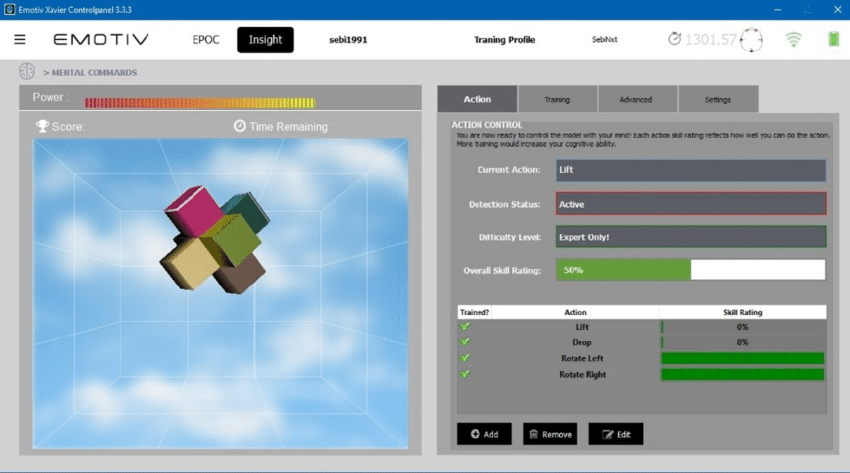 Emotiv Xavier Controlpanel 3.3.3
EMOTIV
EPOC
Insight
sebi1991
Traning Profile
SebiNxt
1301.57
> MENTAL COMMANDS
Power :
Score:
Time Remaining:
Action
Training
Advanced
Settings
ACTION CONTROL
You are now ready to control the model with your mind! Each action skill rating reflects how well you can do the action.
More training would increase your cognitive ability.
Current Action: Lift
Detection Status: Active
Difficulty Level: Expert Only!
Overall Skill Rating: 50%
Trained? Action Skill Rating
Lift 0%
Drop 0%
Rotate Left
Rotate Right
Add
Remove
Edit